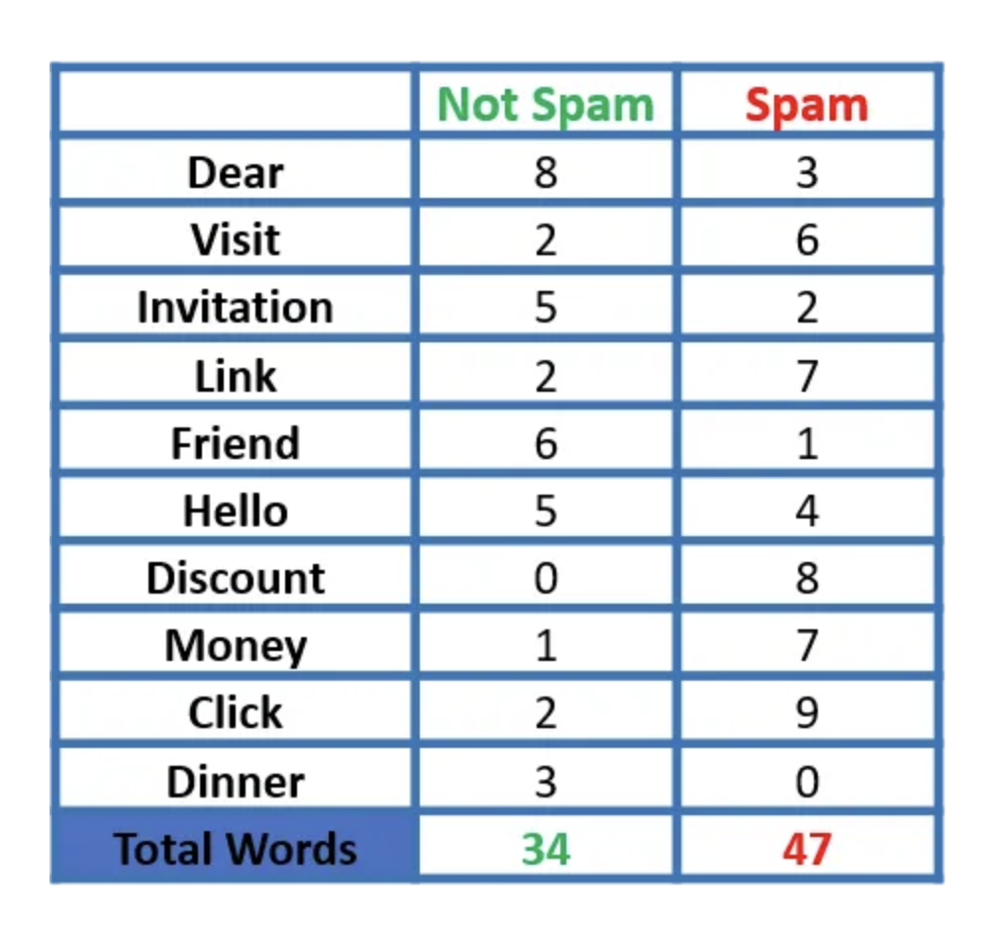 Not Spam Spam
Dear 8 3
Visit 2 6
Invitation 5 2
Link 2 7
Friend 6 1
Hello 5 4
Discount 0 8
Money 1 7
Click 2 9
Dinner 3 0
Total Words 34 47